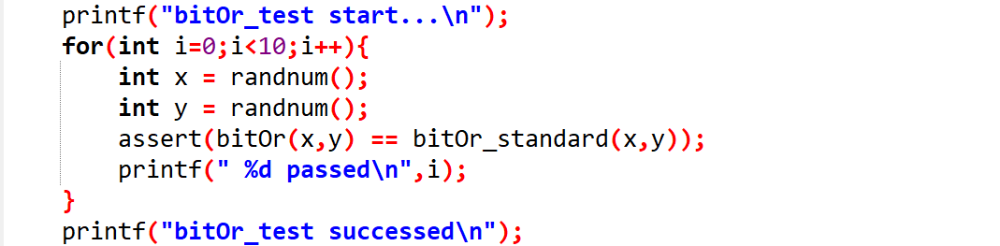 printf("bitOr_test start...\n");
for(int i=0;i<10;i++){
    int x = randnum();
    int y = randnum();
    assert(bitOr(x,y) == bitOr_standard(x,y));
    printf(" %d passed\n",i);
}
printf("bitOr_test successed\n");